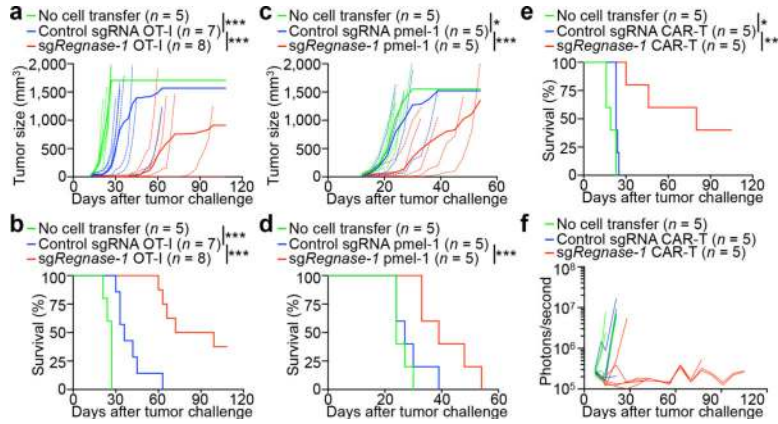 a
No cell transfer (n = 5)
Control sgRNA OT-I (n = 7)
sgRegnase-1 OT-I (n = 8)
***
***
Tumor size (mm³)
2,000
1,500
1,000
500
0
0 30 60 90 120
Days after tumor challenge
c
No cell transfer (n = 5)
Control sgRNA pmel-1 (n = 5)
sgRegnase-1 pmel-1 (n = 5)
*
***
Tumor size (mm³)
2,000
1,500
1,000
500
0
0 20 40 60
Days after tumor challenge
e
No cell transfer (n = 5)
Control sgRNA CAR-T (n = 5)
sgRegnase-1 CAR-T (n = 5)
*
**
Survival (%)
100
75
50
25
0
0 30 60 90 120
Days after tumor challenge
b
No cell transfer (n = 5)
Control sgRNA OT-I (n = 7)
sgRegnase-1 OT-I (n = 8)
***
***
Survival (%)
100
75
50
25
0
0 30 60 90 120
Days after tumor challenge
d
No cell transfer (n = 5)
Control sgRNA pmel-1 (n = 5)
sgRegnase-1 pmel-1 (n = 5)
***
Survival (%)
100
75
50
25
0
0 20 40 60
Days after tumor challenge
f
No cell transfer (n = 5)
Control sgRNA CAR-T (n = 5)
sgRegnase-1 CAR-T (n = 5)
Photons/second
10⁸
10⁷
10⁶
10⁵
0 30 60 90 120
Days after tumor challenge